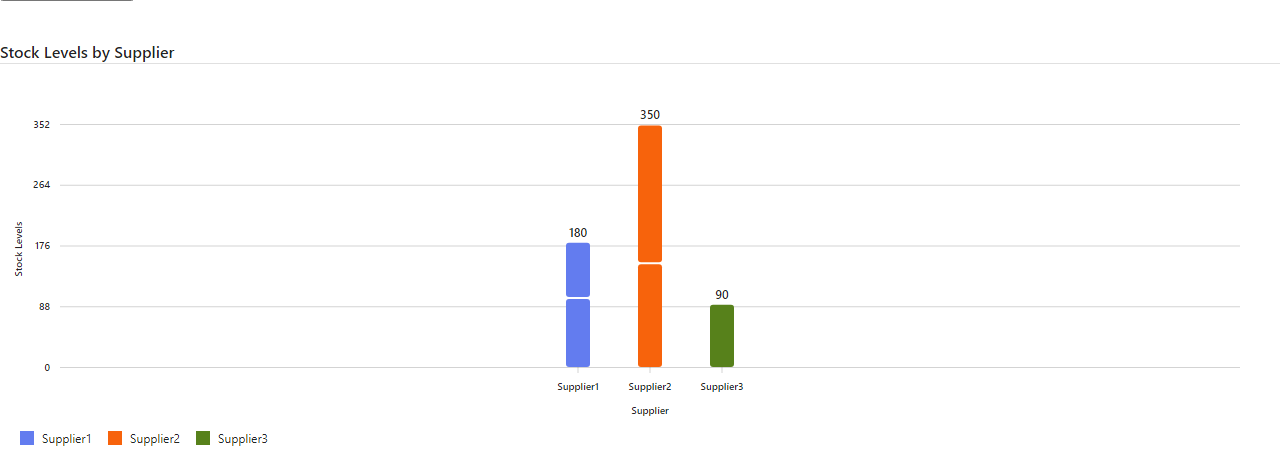 Stock Levels by Supplier
350
352
264
180
176
Stock Levels
90
88
0
Supplier1 Supplier2 Supplier3
Supplier
Supplier1 Supplier2 Supplier3